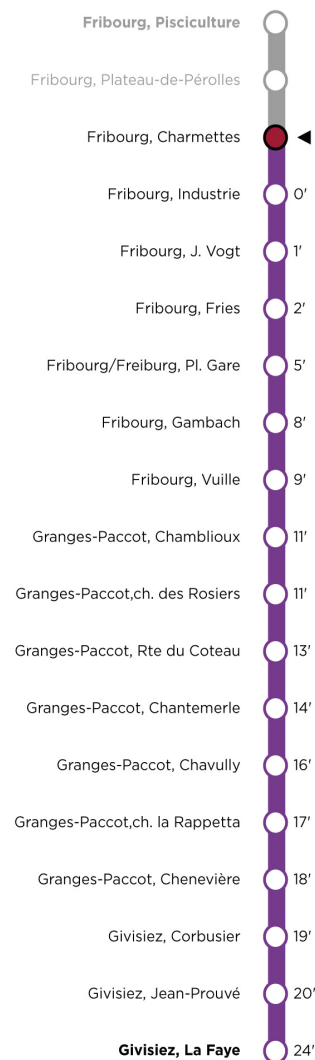 Fribourg, Pisciculture
Fribourg, Plateau-de-Pérolles
Fribourg, Charmettes
Fribourg, Industrie 0'
Fribourg, J. Vogt 1'
Fribourg, Fries 2'
Fribourg/Freiburg, Pl. Gare 5'
Fribourg, Gambach 8'
Fribourg, Vuille 9'
Granges-Paccot, Chamblioux 11'
Granges-Paccot,ch. des Rosiers 11'
Granges-Paccot, Rte du Coteau 13'
Granges-Paccot, Chantemerle 14'
Granges-Paccot, Chavully 16'
Granges-Paccot,ch. la Rappetta 17'
Granges-Paccot, Chenevière 18'
Givisiez, Corbusier 19'
Givisiez, Jean-Prouvé 20'
Givisiez, La Faye 24'